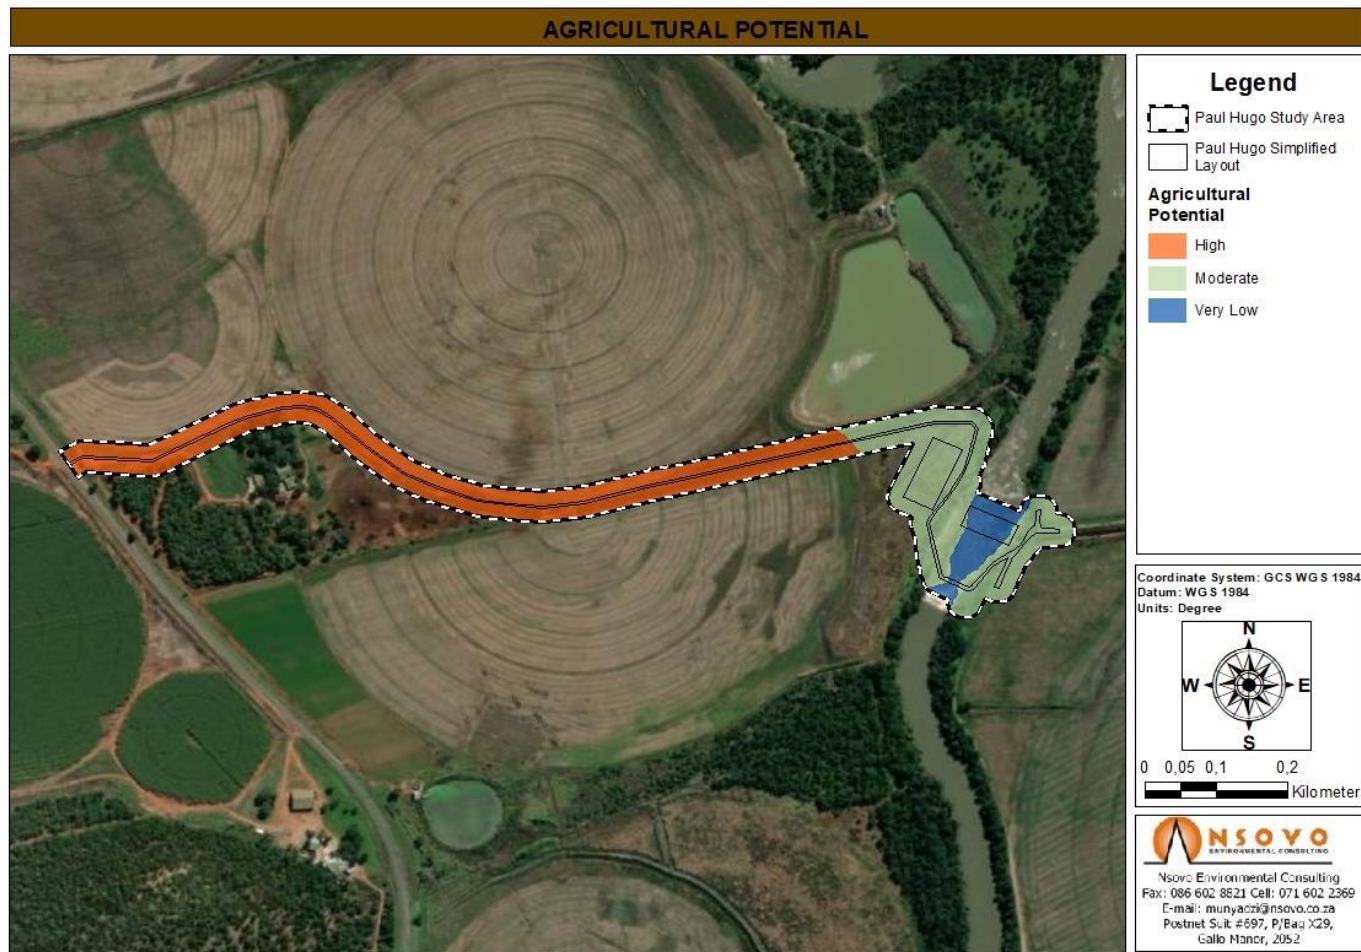 AGRICULTURAL POTENTIAL
Legend
Paul Hugo Study Area
Paul Hugo Simplified
Layout
Agricultural
Potential
High
Moderate
Very Low
Coordinate System: GCS WGS 1984
Datum: WGS 1984
Units: Degree
N
W
E
S
0 0,05 0,1 0,2
Kilometer
NSOVO
ENVIRONMENTAL CONSULTING
Nsovo Environmental Consulting
Fax: 086 602 8821 Cell: 071 602 2369
E-mail: munyadzi@nsovo.co.za
Postnet Suit #697, P/Bag X29,
Gallo Manor, 2052